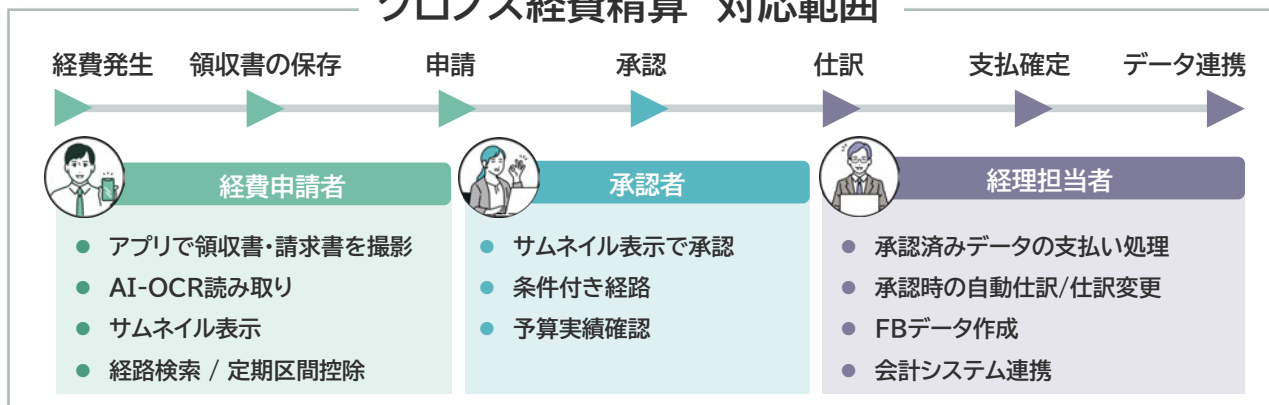 クロノス経費精算 対応範囲
経費発生 領収書の保存 申請 承認 仕訳 支払確定 データ連携
経費申請者
・アプリで領収書・請求書を撮影
・AI-OCR読み取り
・サムネイル表示
・経路検索 / 定期区間控除
承認者
・サムネイル表示で承認
・条件付き経路
・予算実績確認
経理担当者
・承認済みデータの支払い処理
・承認時の自動仕訳/仕訳変更
・FBデータ作成
・会計システム連携